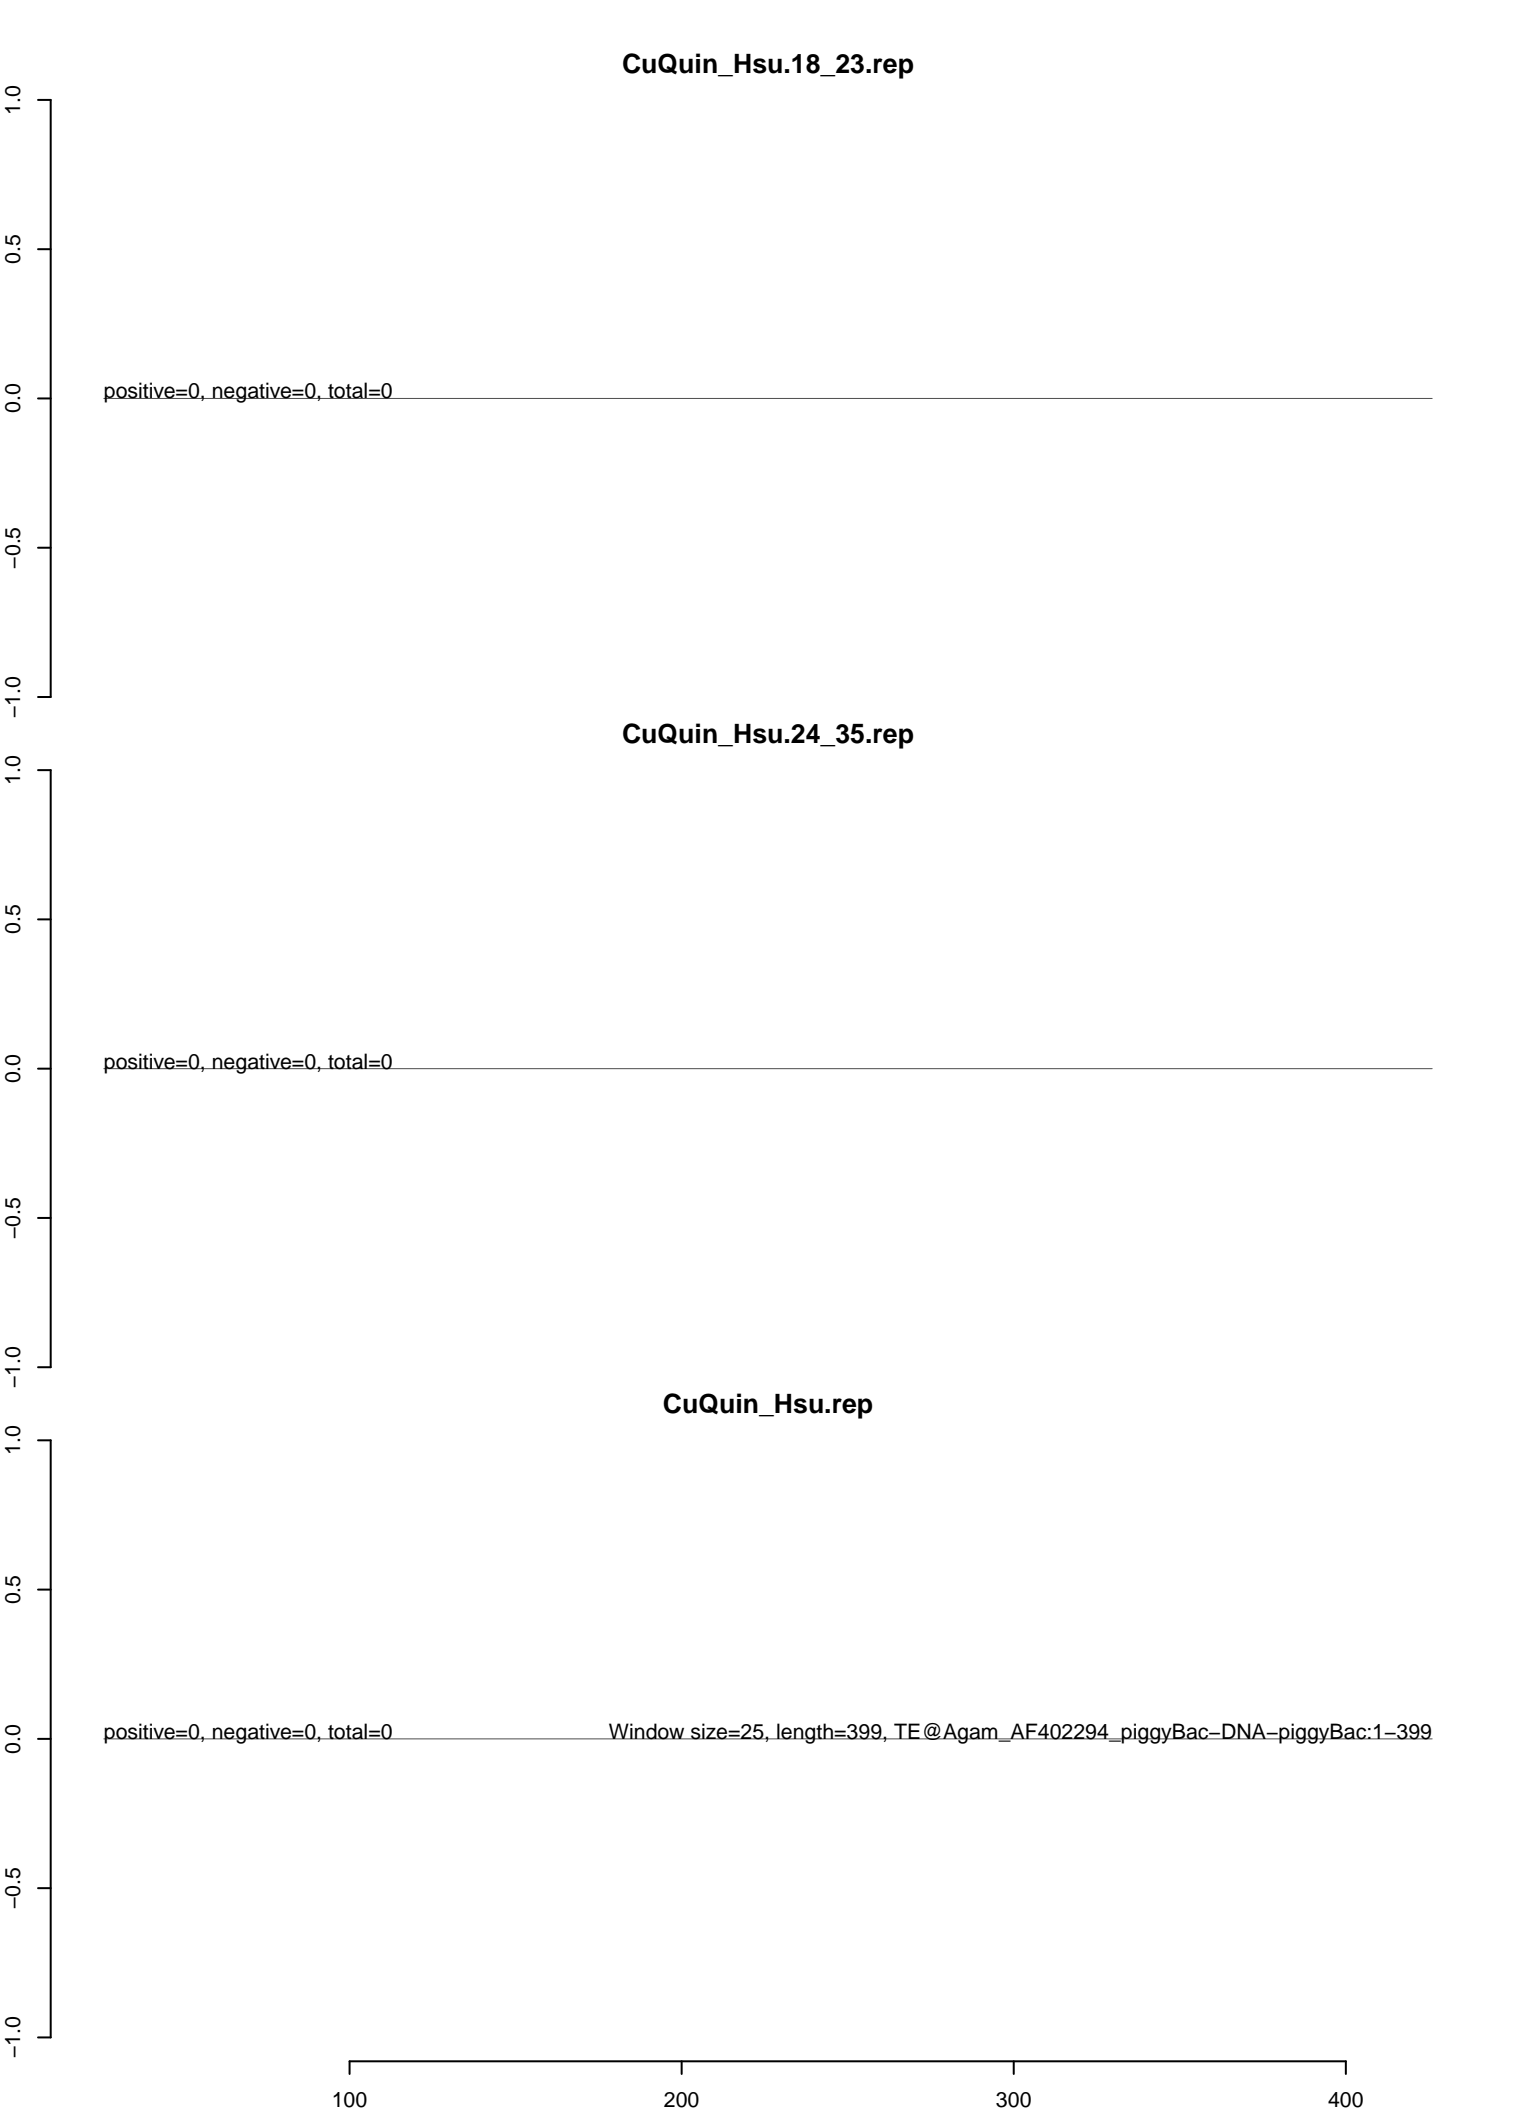 CuQuin_Hsu.18_23.rep
1.0
0.5
0.0
−0.5
−1.0
positive=0, negative=0, total=0
CuQuin_Hsu.24_35.rep
1.0
0.5
0.0
−0.5
−1.0
positive=0, negative=0, total=0
CuQuin_Hsu.rep
1.0
0.5
0.0
−0.5
−1.0
positive=0, negative=0, total=0
Window size=25, length=399, TE@Agam_AF402294_piggyBac−DNA−piggyBac:1−399
100 200 300 400